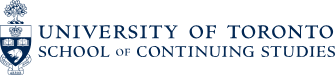 UNIVERSITY OF TORONTO
SCHOOL OF CONTINUING STUDIES